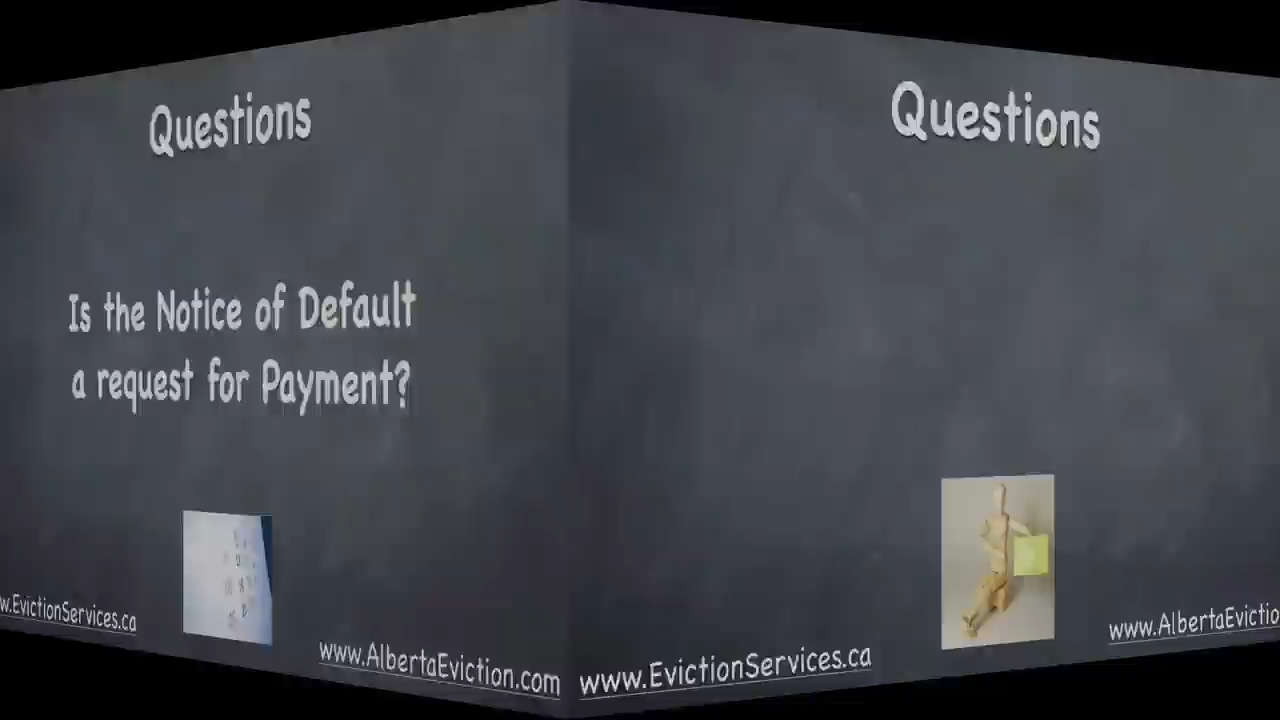 Questions
Is the Notice of Default
a request for Payment?
w.EvictionServices.ca
www.AlbertaEviction.com
Questions
www.EvictionServices.ca
www.AlbertaEvictio